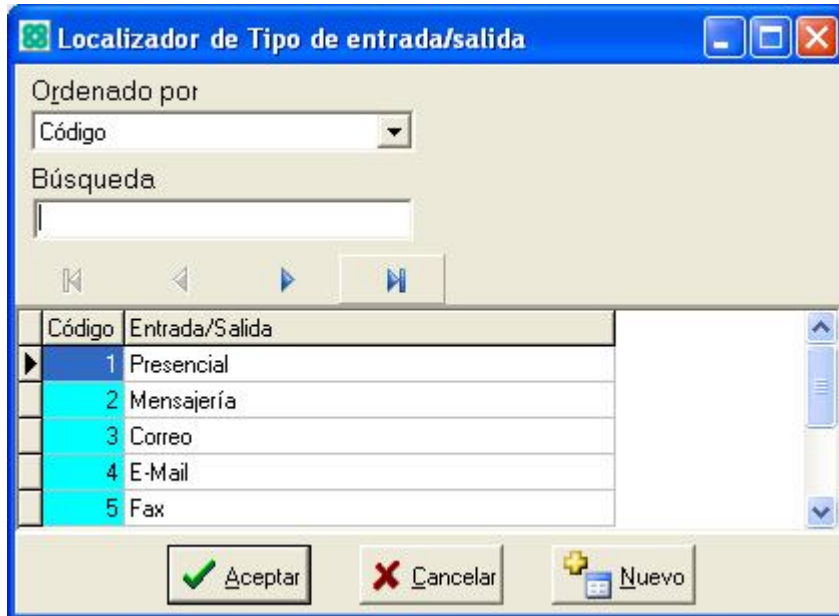 Localizador de Tipo de entrada/salida
Ordenado por
Código
Búsqueda
Código Entrada/Salida
1 Presencial
2 Mensajería
3 Correo
4 E-Mail
5 Fax
Aceptar Cancelar Nuevo